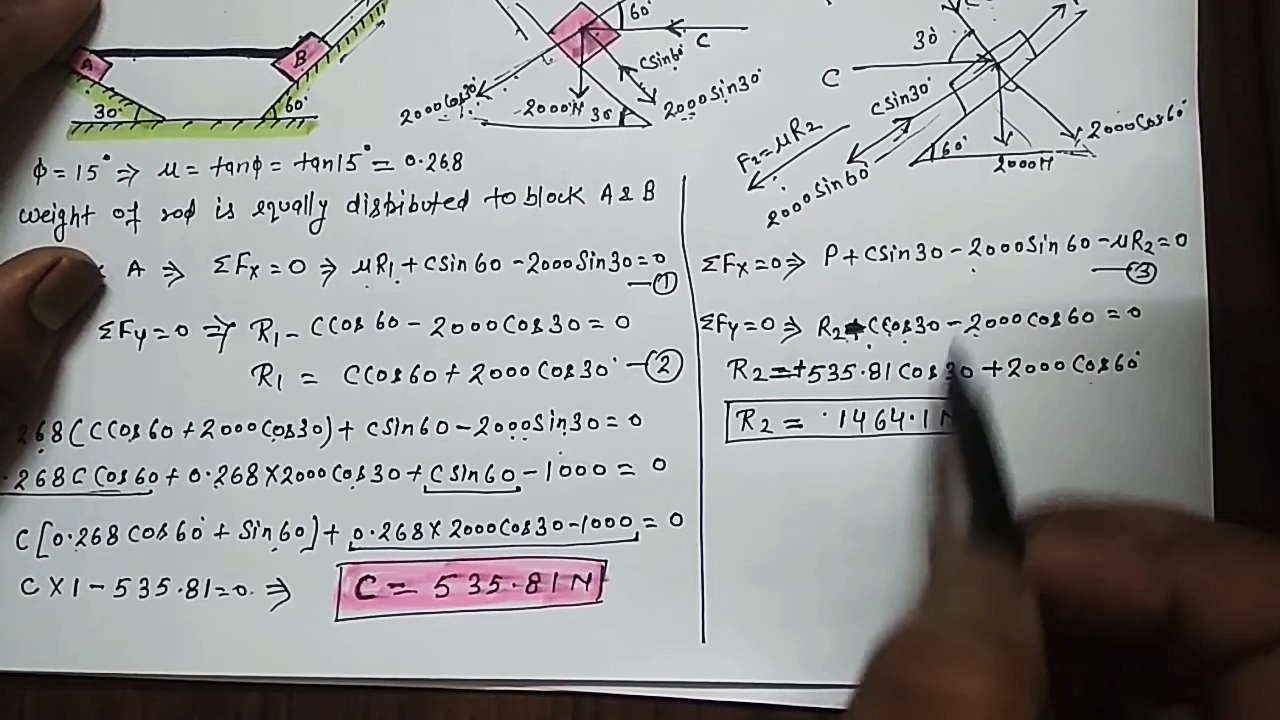 A
B
30°
60°
60°
C
Csin60°
2000Cos30°
2000N
30°
2000sin30°
30°
C
Csin30°
F₂=μR₂
2000sin60°
60°
2000N
2000Cos60°
ϕ = 15° ⇒ μ = tanϕ = tan15° = 0.268
weight of rod is equally distibuted to block A & B
A ⇒ ΣFx = 0 ⇒ μR₁ + Csin60 - 2000Sin30 = 0 —①
ΣFy = 0 ⇒ R₁ - CCos60 - 2000Cos30 = 0
R₁ = CCos60 + 2000Cos30° —②
268(CCos60 + 2000Cos30) + Csin60 - 2000Sin30 = 0
.268CCos60 + 0.268×2000Cos30 + Csin60 - 1000 = 0
C[0.268Cos60° + Sin60] + 0.268×2000Cos30 - 1000 = 0
C×1 - 535.81 = 0. ⇒ C = 535.81N
ΣFx = 0 ⇒ P + Csin30 - 2000Sin60 - μR₂ = 0 —③
ΣFy = 0 ⇒ R₂ - CCos30 - 2000Cos60 = 0
R₂ = +535.81Cos30 + 2000Cos60°
R₂ = 1464.1N